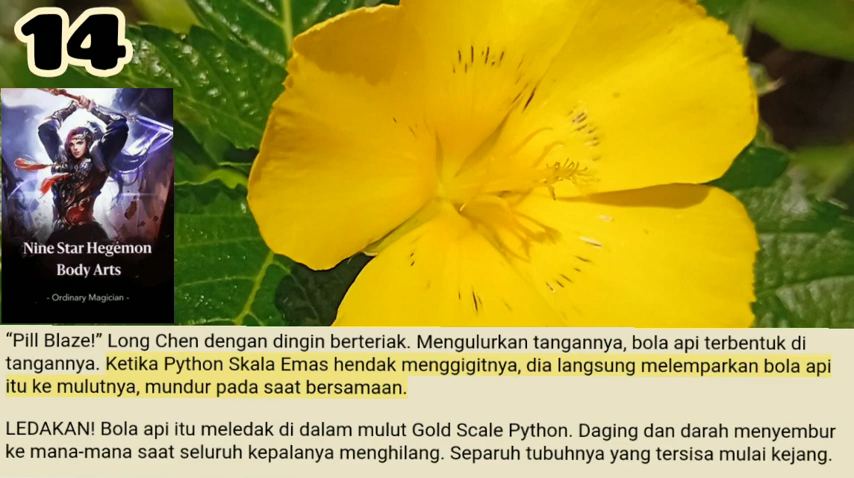 14
Nine Star Hegemon
Body Arts
- Ordinary Magician -
“Pill Blaze!” Long Chen dengan dingin berteriak. Mengulurkan tangannya, bola api terbentuk di
tangannya. Ketika Python Skala Emas hendak menggigitnya, dia langsung melemparkan bola api
itu ke mulutnya, mundur pada saat bersamaan.
LEDAKAN! Bola api itu meledak di dalam mulut Gold Scale Python. Daging dan darah menyembur
ke mana-mana saat seluruh kepalanya menghilang. Separuh tubuhnya yang tersisa mulai kejang.